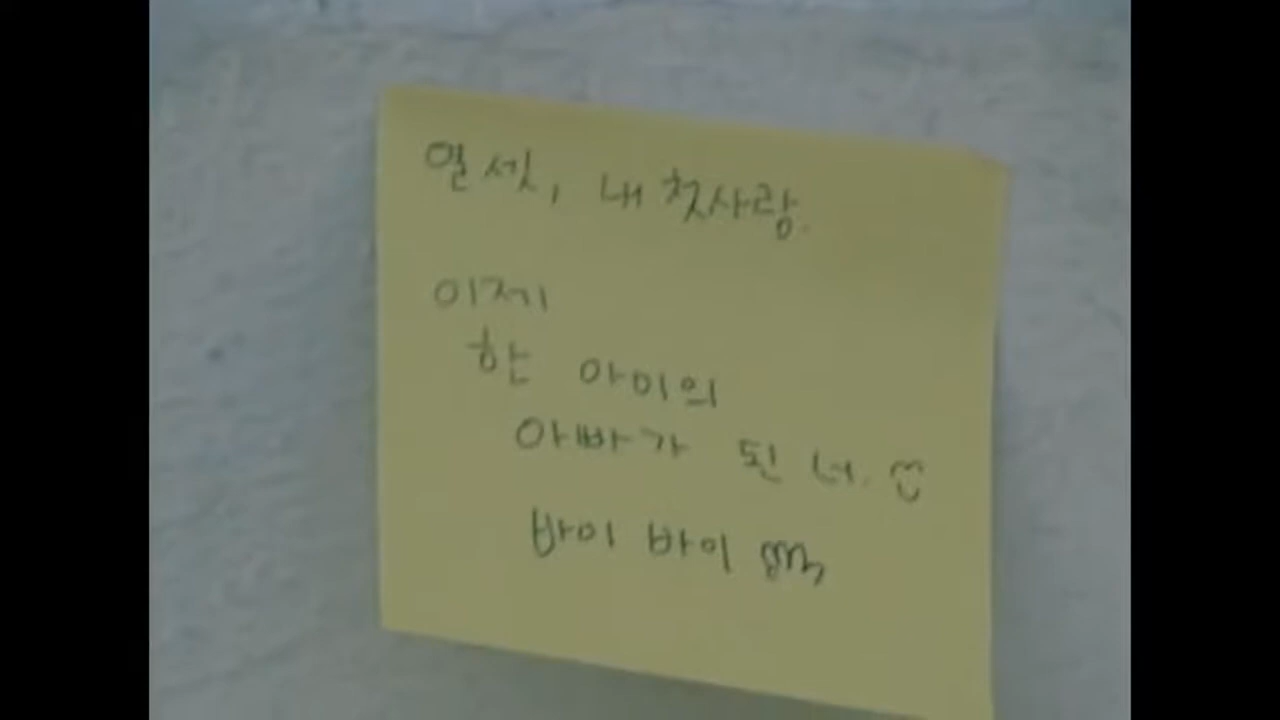 열 셋, 내 첫사랑.
이제
한 아이의
아빠가 된 너.
바이 바이